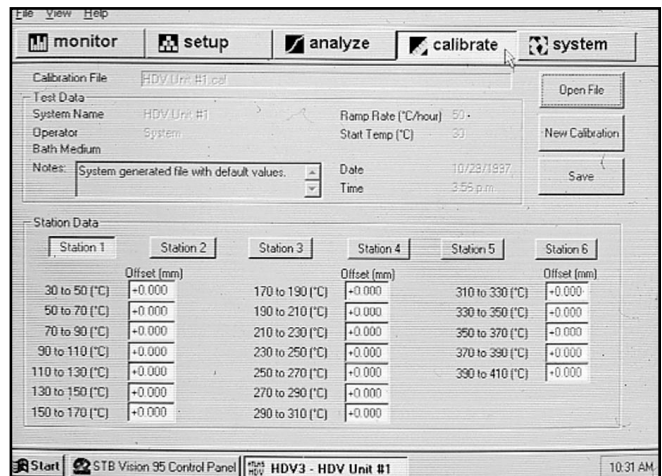 File View Help
monitor setup analyze calibrate system
Calibration File HDV Unit #1.cal Open File
Test Data
System Name HDV Unit #1 Ramp Rate (°C/hour) 50
Operator System Start Temp (°C) 30 New Calibration
Bath Medium
Notes: System generated file with default values. Date 10/29/1997 Save
Time 3:55 p.m.
Station Data
Station 1 Station 2 Station 3 Station 4 Station 5 Station 6
Offset (mm) Offset (mm) Offset (mm)
30 to 50 (°C) +0.000 170 to 190 (°C) +0.000 310 to 330 (°C) +0.000
50 to 70 (°C) +0.000 190 to 210 (°C) +0.000 330 to 350 (°C) +0.000
70 to 90 (°C) +0.000 210 to 230 (°C) +0.000 350 to 370 (°C) +0.000
90 to 110 (°C) +0.000 230 to 250 (°C) +0.000 370 to 390 (°C) +0.000
110 to 130 (°C) +0.000 250 to 270 (°C) +0.000 390 to 410 (°C) +0.000
130 to 150 (°C) +0.000 270 to 290 (°C) +0.000
150 to 170 (°C) +0.000 290 to 310 (°C) +0.000
Start STB Vision 95 Control Panel HDV3 - HDV Unit #1 10:31 AM